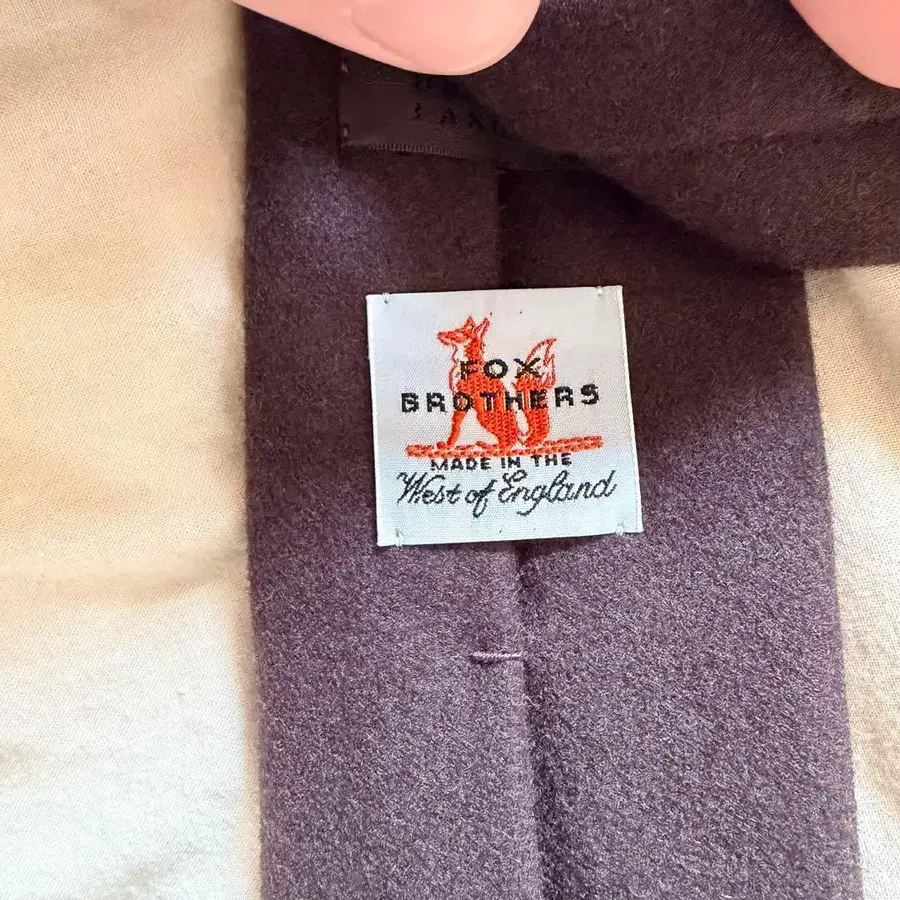 FOX
BROTHERS
MADE IN THE
West of England